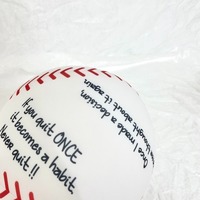 If you quit ONCE
it becomes a habit.
Never quit !!
Once I made a decision,
I thought about it again